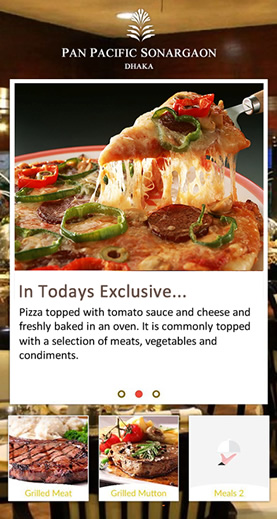 PAN PACIFIC SONARGAON
DHAKA
In Todays Exclusive...
Pizza topped with tomato sauce and cheese and
freshly baked in an oven. It is commonly topped
with a selection of meats, vegetables and
condiments.
Grilled Meat
Grilled Mutton
Meals 2